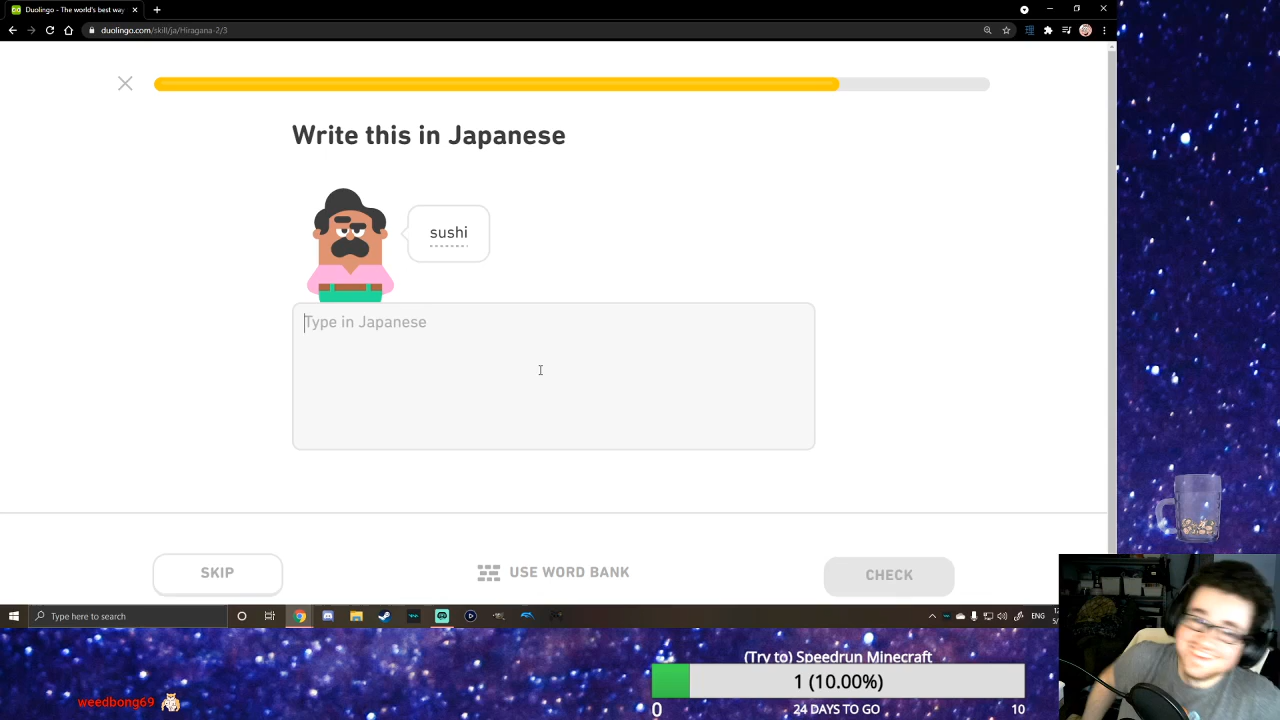 Duolingo - The world's best way
duolingo.com/skill/ja/Hiragana-2/3
Write this in Japanese
sushi
Type in Japanese
SKIP
USE WORD BANK
CHECK
Type here to search
ENG
(Try to) Speedrun Minecraft
1 (10.00%)
0
24 DAYS TO GO
10
weedbong69